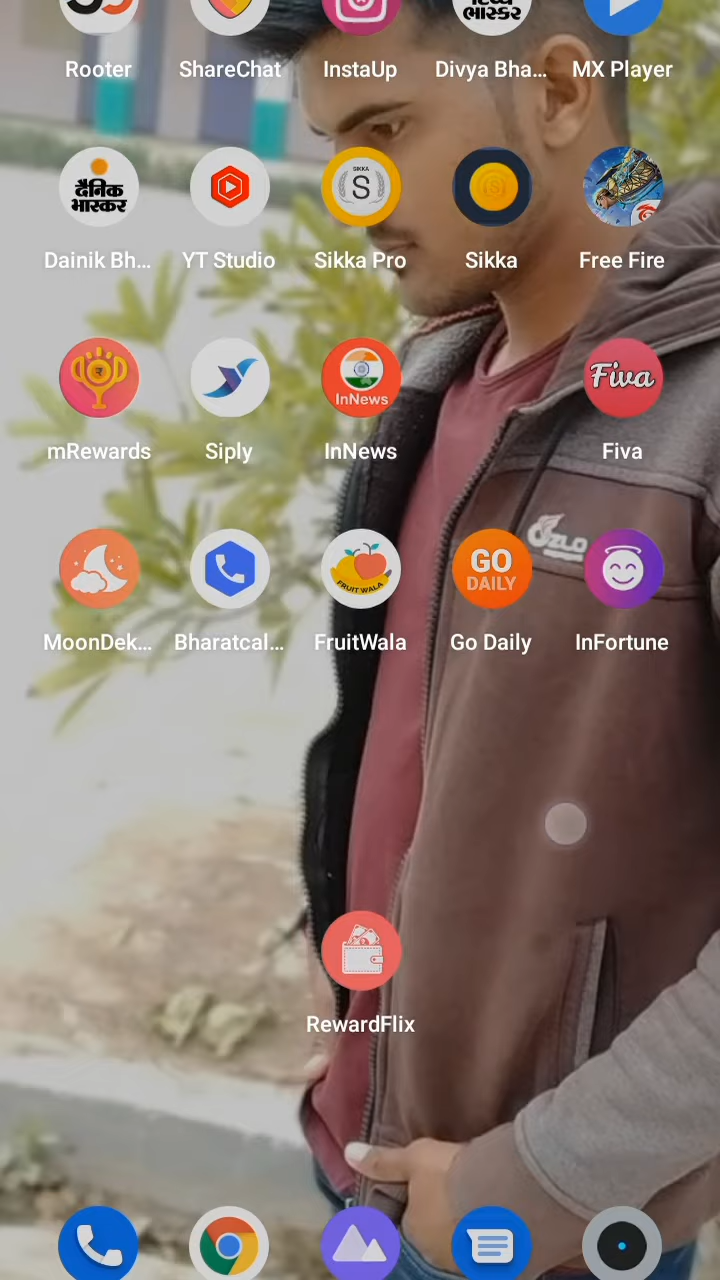 भास्कर
Rooter ShareChat InstaUp Divya Bha... MX Player
SIKKA
S
दैनिक
भास्कर
Dainik Bh... YT Studio Sikka Pro Sikka Free Fire
InNews
Fiva
mRewards Siply InNews Fiva
FRUIT WALA
GO
DAILY
MoonDek... Bharatcal... FruitWala Go Daily InFortune
RewardFlix